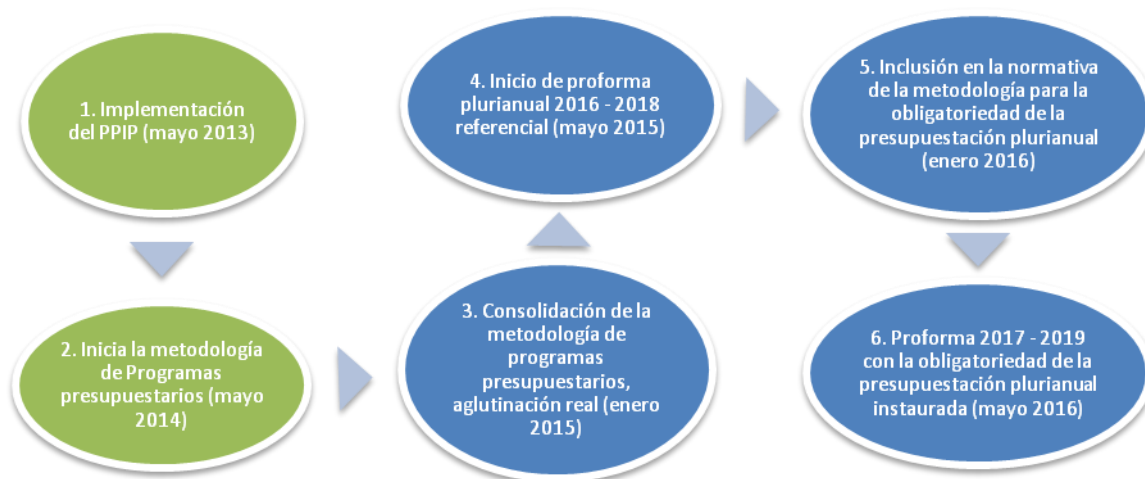 1. Implementación
del PPIP (mayo 2013)
2. Inicia la metodología
de Programas
presupuestarios (mayo
2014)
3. Consolidación de la
metodología de
programas
presupuestarios,
aglutinación real (enero
2015)
4. Inicio de proforma
plurianual 2016 - 2018
referencial (mayo 2015)
5. Inclusión en la normativa
de la metodología para la
obligatoriedad de la
presupuestación plurianual
(enero 2016)
6. Proforma 2017 - 2019
con la obligatoriedad de la
presupuestación plurianual
instaurada (mayo 2016)